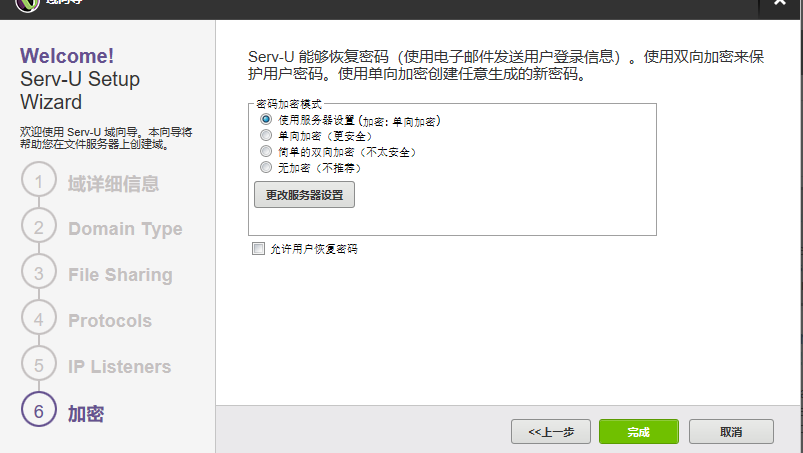 域向导
Welcome!
Serv-U Setup
Wizard
欢迎使用 Serv-U 域向导。本向导将
帮助您在文件服务器上创建域。
1 域详细信息
2 Domain Type
3 File Sharing
4 Protocols
5 IP Listeners
6 加密
Serv-U 能够恢复密码（使用电子邮件发送用户登录信息）。使用双向加密来保
护用户密码。使用单向加密创建任意生成的新密码。
密码加密模式
使用服务器设置 (加密: 单向加密)
单向加密（更安全）
简单的双向加密（不太安全）
无加密（不推荐）
更改服务器设置
允许用户恢复密码
<<上一步
完成
取消